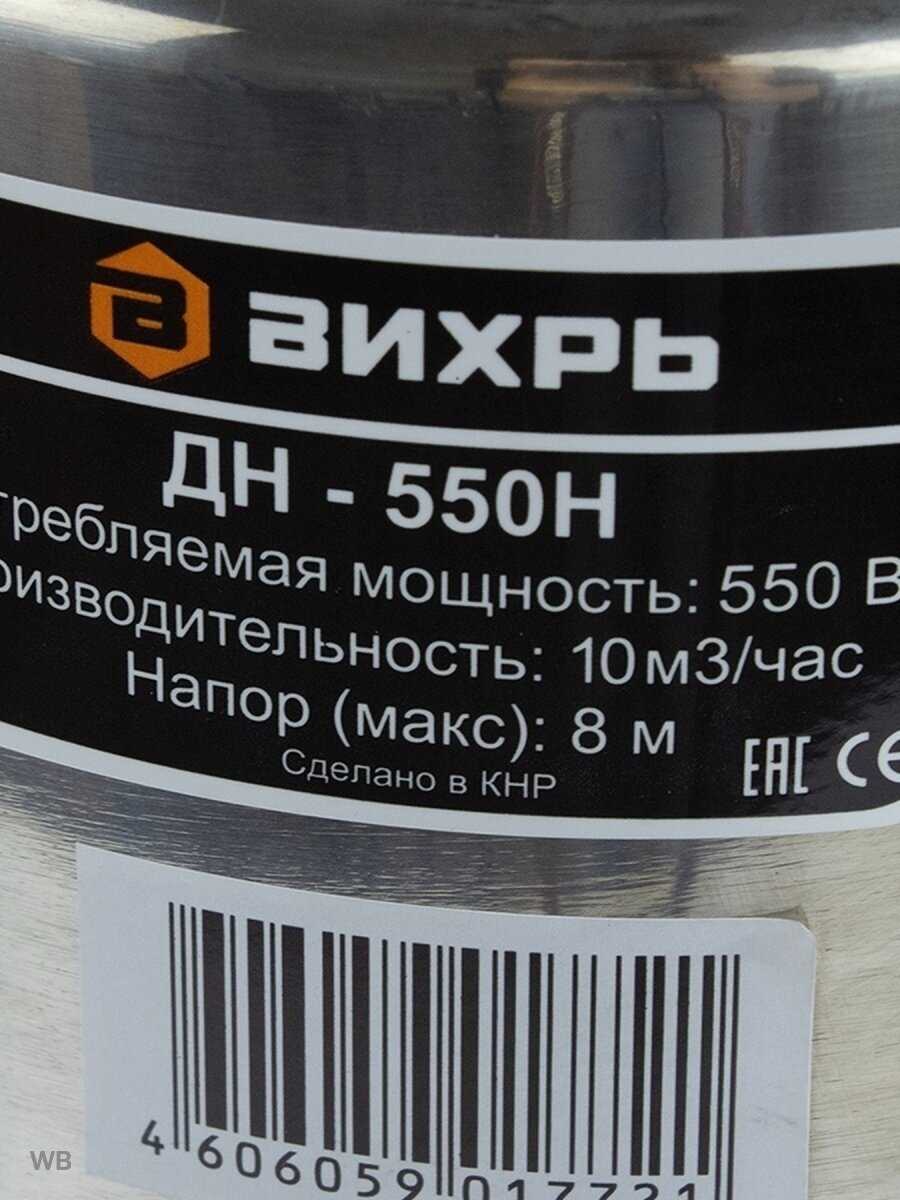 ВИХРЬ
ДН - 550Н
требляемая мощность: 550 В
оизводительность: 10м3/час
Напор (макс): 8 м
Сделано в КНР
EAC CE
4 606059 017721
WB